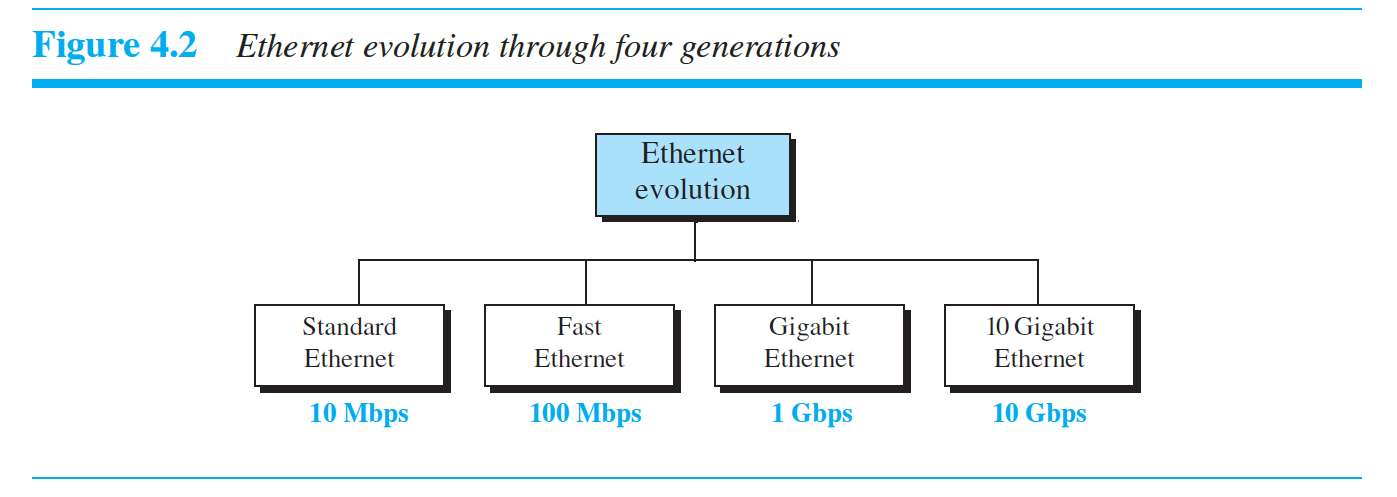 Figure 4.2 Ethernet evolution through four generations
Ethernet
evolution
Standard
Ethernet
10 Mbps
Fast
Ethernet
100 Mbps
Gigabit
Ethernet
1 Gbps
10 Gigabit
Ethernet
10 Gbps